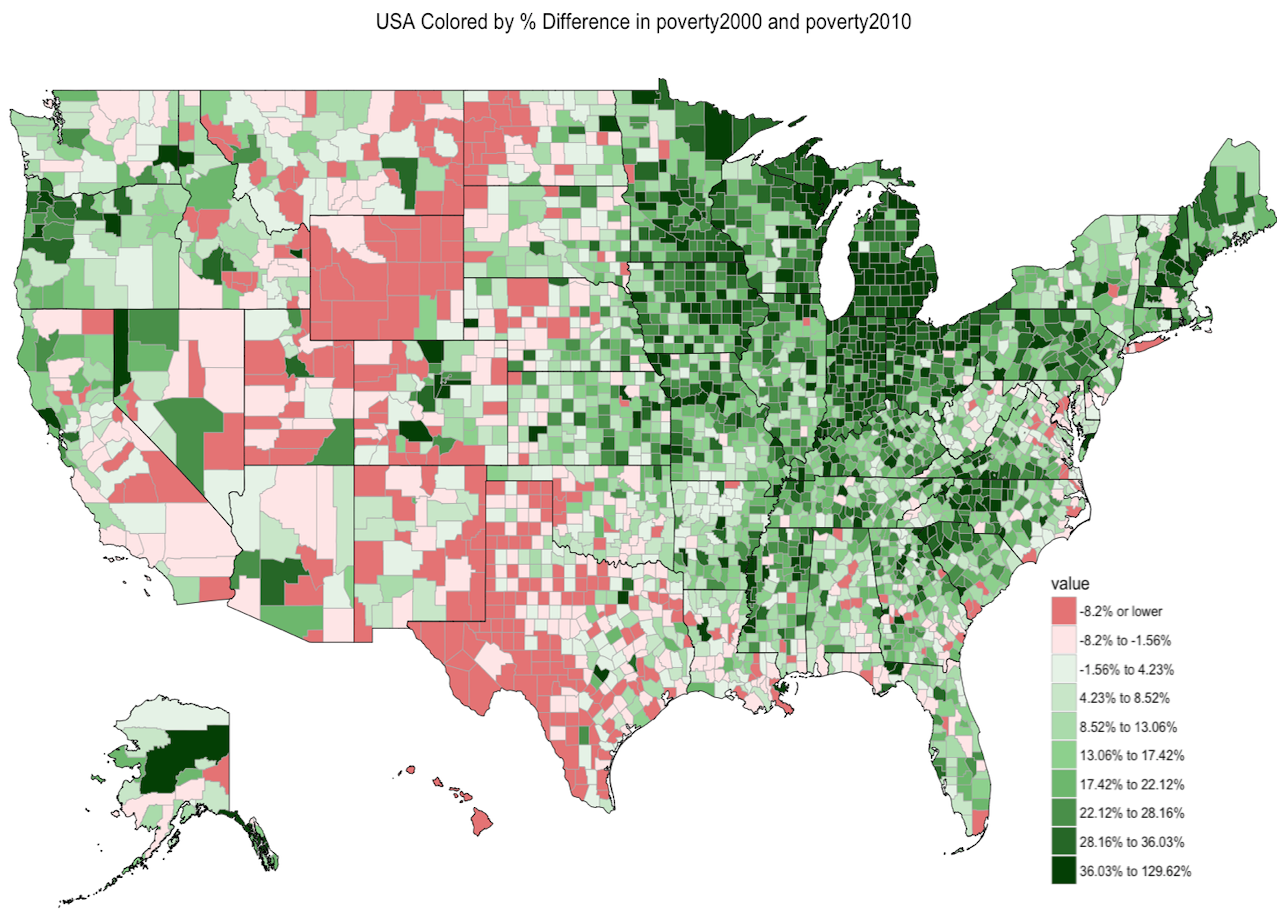 USA Colored by % Difference in poverty2000 and poverty2010
value
-8.2% or lower
-8.2% to -1.56%
-1.56% to 4.23%
4.23% to 8.52%
8.52% to 13.06%
13.06% to 17.42%
17.42% to 22.12%
22.12% to 28.16%
28.16% to 36.03%
36.03% to 129.62%